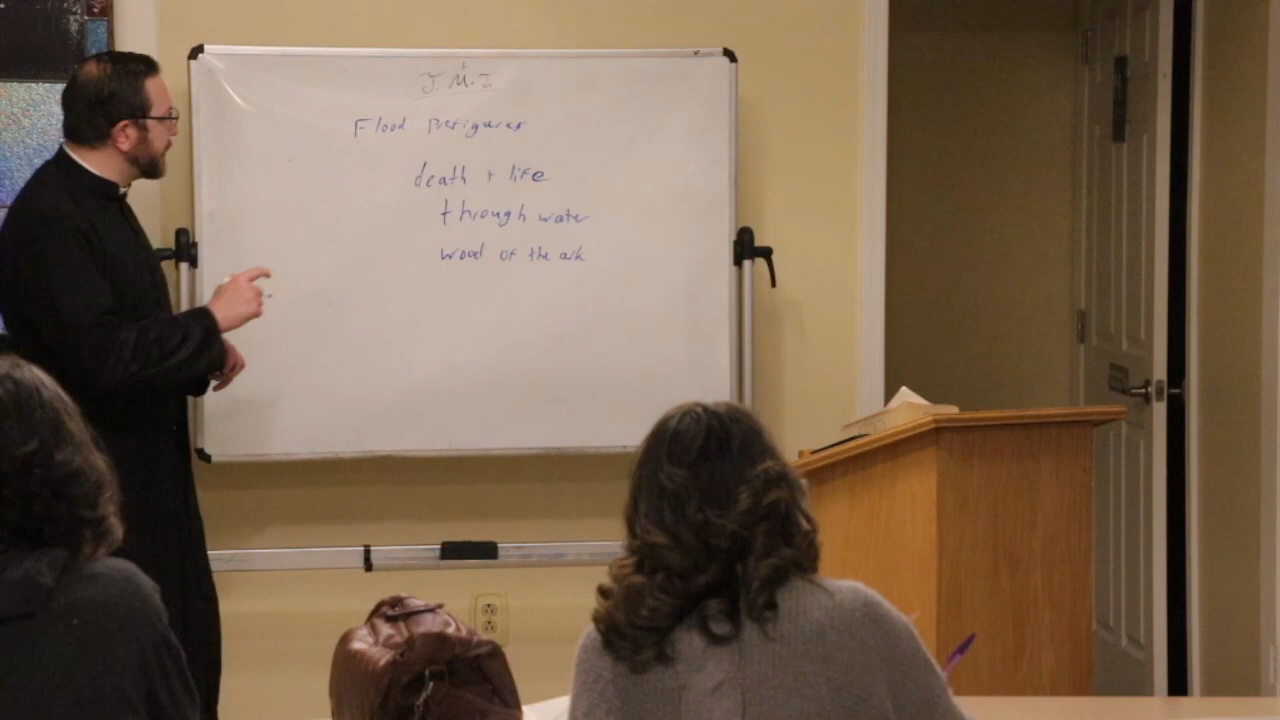 J.M.J.
Flood prefigures
death + life
through water
wood of the ark